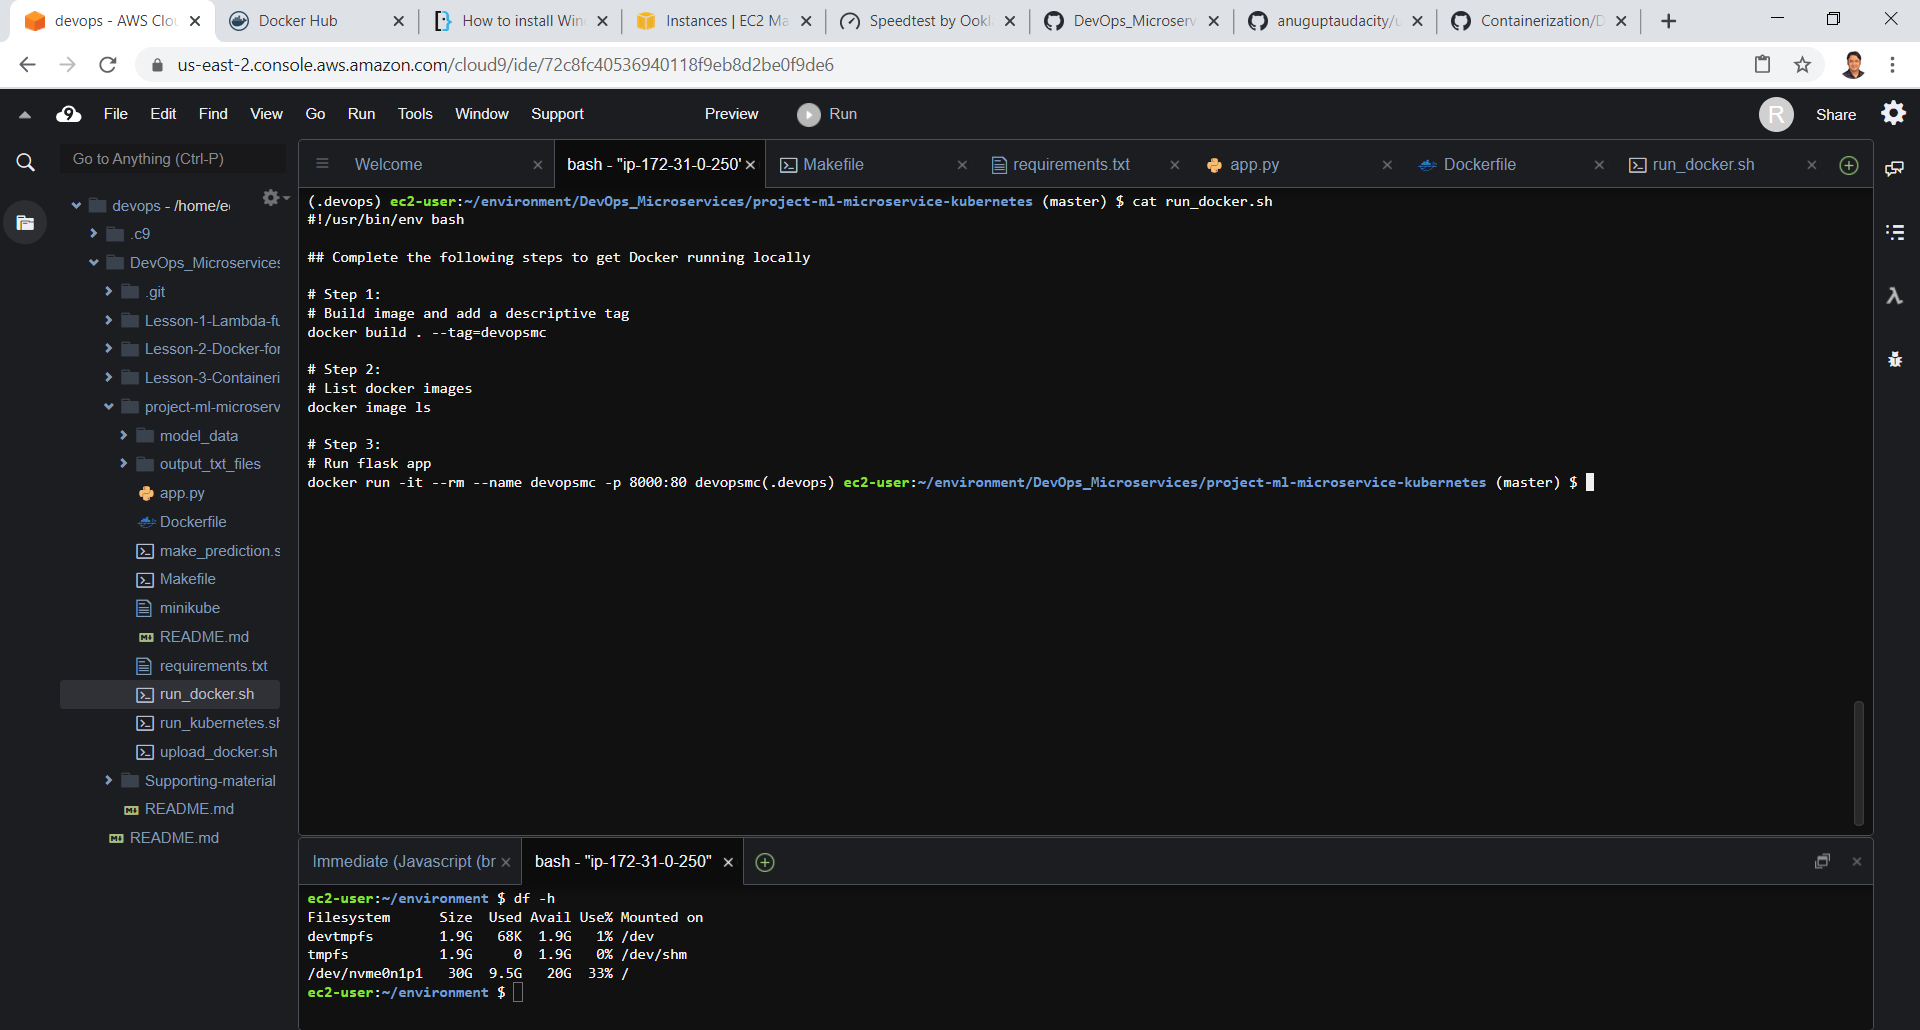 devops - AWS Clou
Docker Hub
How to install Win
Instances | EC2 Ma
Speedtest by Ookl
DevOps_Microserv
anuguptaudacity/u
Containerization/D
us-east-2.console.aws.amazon.com/cloud9/ide/72c8fc40536940118f9eb8d2be0f9de6
9 File Edit Find View Go Run Tools Window Support Preview Run R Share
Go to Anything (Ctrl-P)
Welcome
bash - "ip-172-31-0-250"
Makefile
requirements.txt
app.py
Dockerfile
run_docker.sh
devops - /home/e
.c9
DevOps_Microservices
.git
Lesson-1-Lambda-fu
Lesson-2-Docker-for
Lesson-3-Containeri
project-ml-microserv
model_data
output_txt_files
app.py
Dockerfile
make_prediction.s
Makefile
minikube
README.md
requirements.txt
run_docker.sh
run_kubernetes.sh
upload_docker.sh
Supporting-material
README.md
README.md
(.devops) ec2-user:~/environment/DevOps_Microservices/project-ml-microservice-kubernetes (master) $ cat run_docker.sh
#!/usr/bin/env bash
## Complete the following steps to get Docker running locally
# Step 1:
# Build image and add a descriptive tag
docker build . --tag=devopsmc
# Step 2:
# List docker images
docker image ls
# Step 3:
# Run flask app
docker run -it --rm --name devopsmc -p 8000:80 devopsmc(.devops) ec2-user:~/environment/DevOps_Microservices/project-ml-microservice-kubernetes (master) $
Immediate (Javascript (br
bash - "ip-172-31-0-250"
ec2-user:~/environment $ df -h
Filesystem Size Used Avail Use% Mounted on
devtmpfs 1.9G 68K 1.9G 1% /dev
tmpfs 1.9G 0 1.9G 0% /dev/shm
/dev/nvme0n1p1 30G 9.5G 20G 33% /
ec2-user:~/environment $